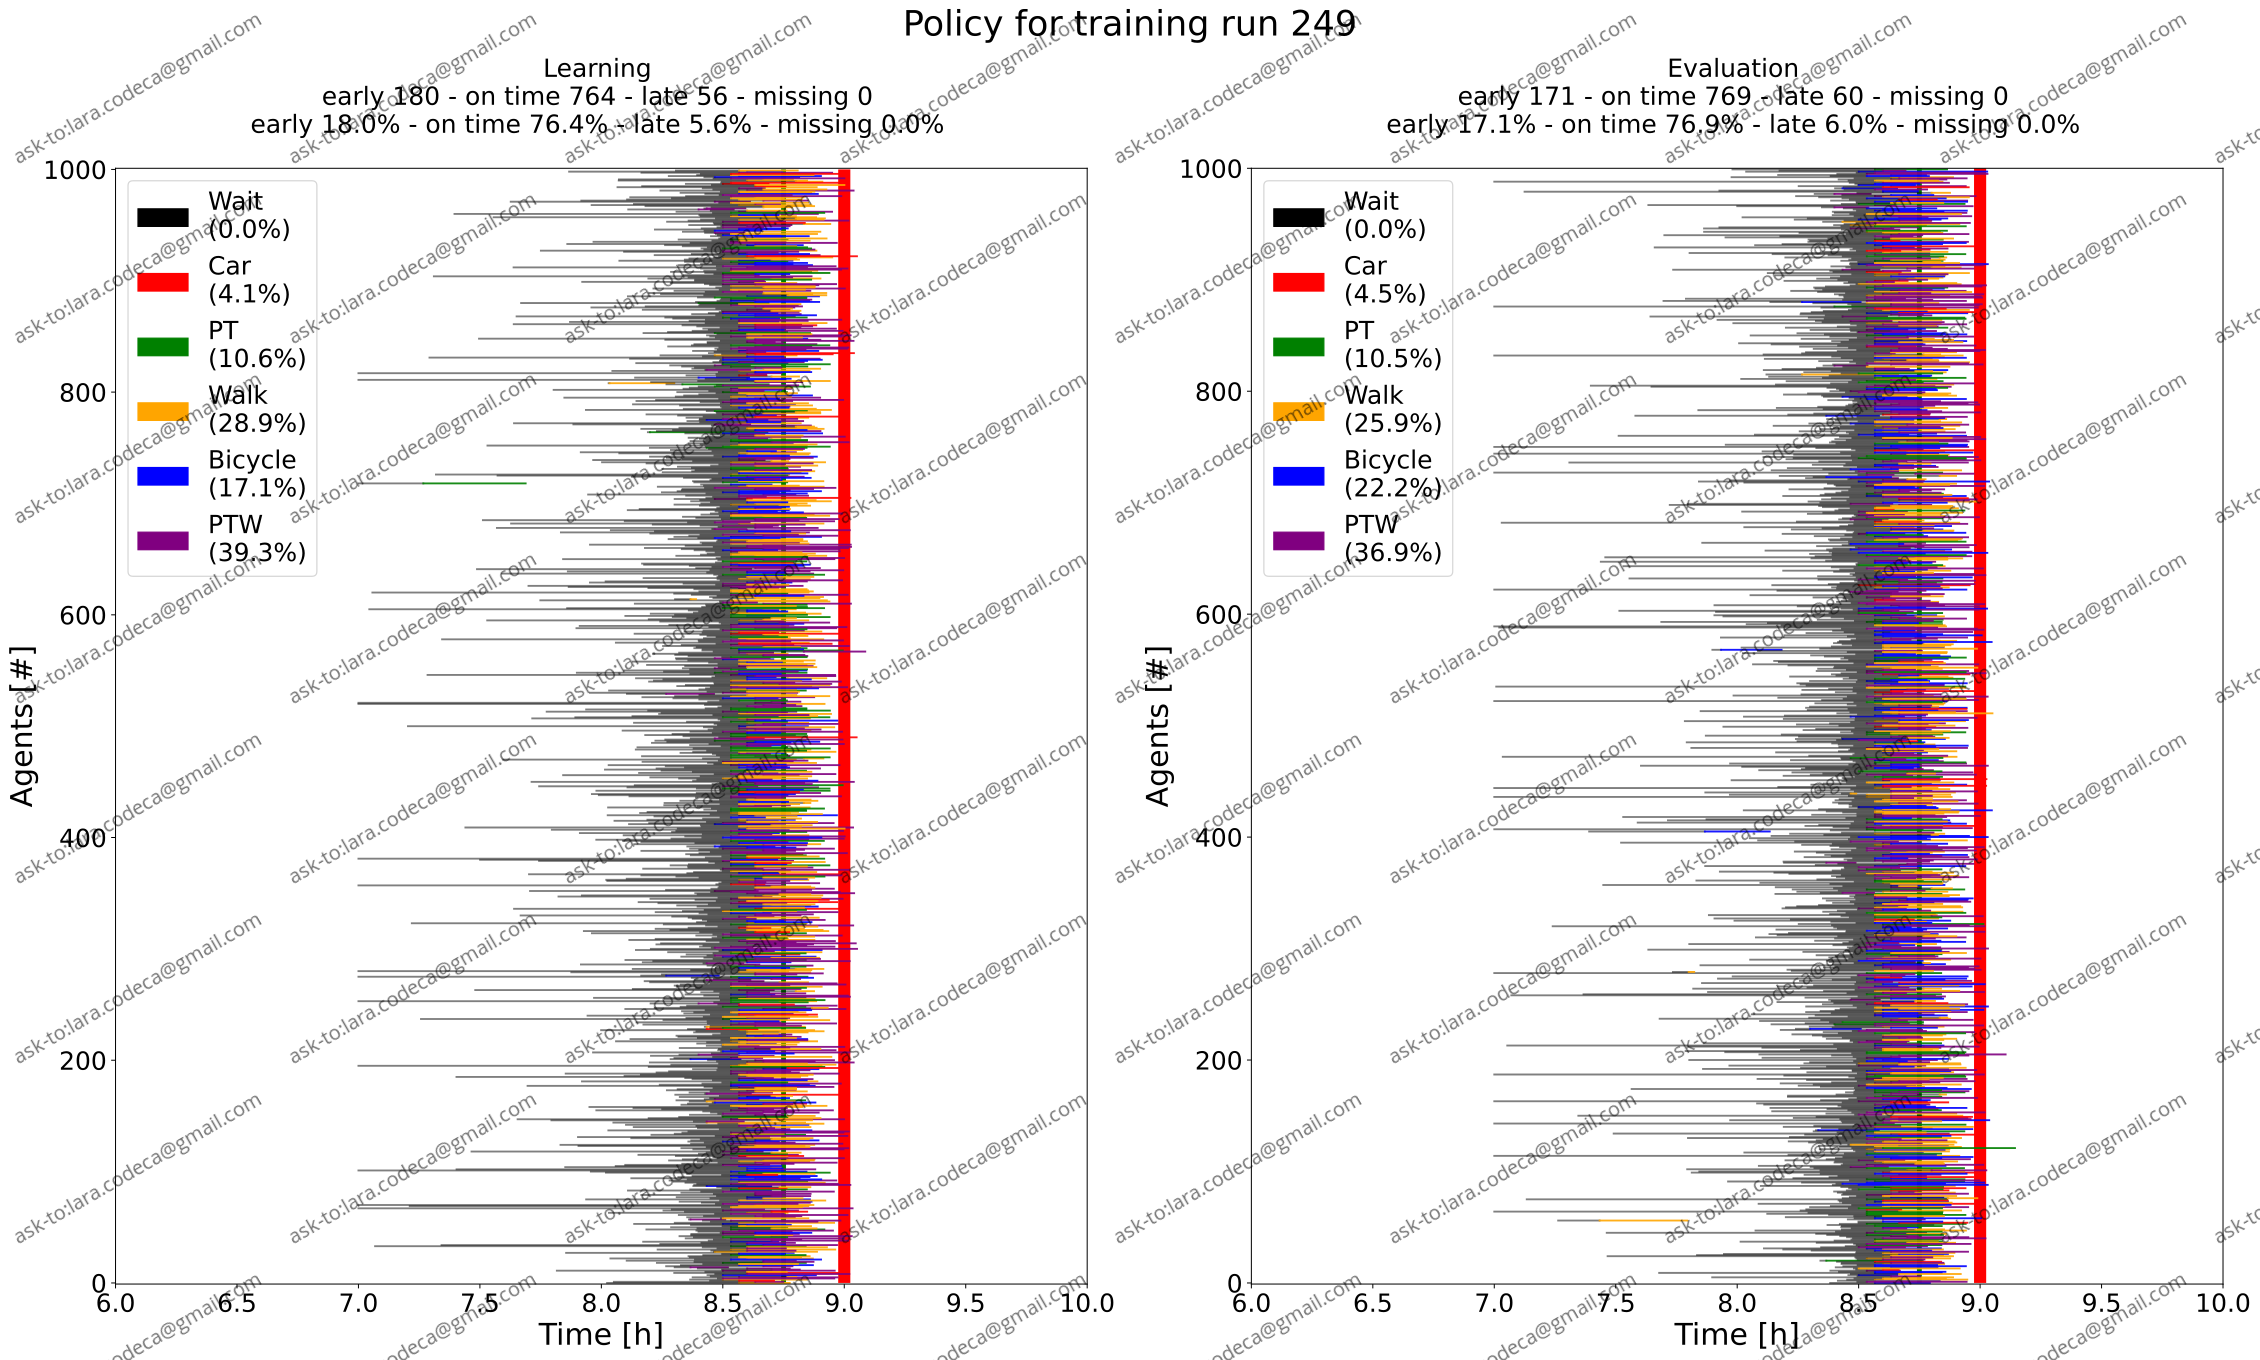 Policy for training run 249
Learning
early 180 - on time 764 - late 56 - missing 0
early 18.0% - on time 76.4% - late 5.6% - missing 0.0%
Agents [#]
1000
800
600
400
200
0
Wait
(0.0%)
Car
(4.1%)
PT
(10.6%)
Walk
(28.9%)
Bicycle
(17.1%)
PTW
(39.3%)
6.0 6.5 7.0 7.5 8.0 8.5 9.0 9.5 10.0
Time [h]
Evaluation
early 171 - on time 769 - late 60 - missing 0
early 17.1% - on time 76.9% - late 6.0% - missing 0.0%
Agents [#]
1000
800
600
400
200
0
Wait
(0.0%)
Car
(4.5%)
PT
(10.5%)
Walk
(25.9%)
Bicycle
(22.2%)
PTW
(36.9%)
6.0 6.5 7.0 7.5 8.0 8.5 9.0 9.5 10.0
Time [h]
ask-to:lara.codeca@gmail.com